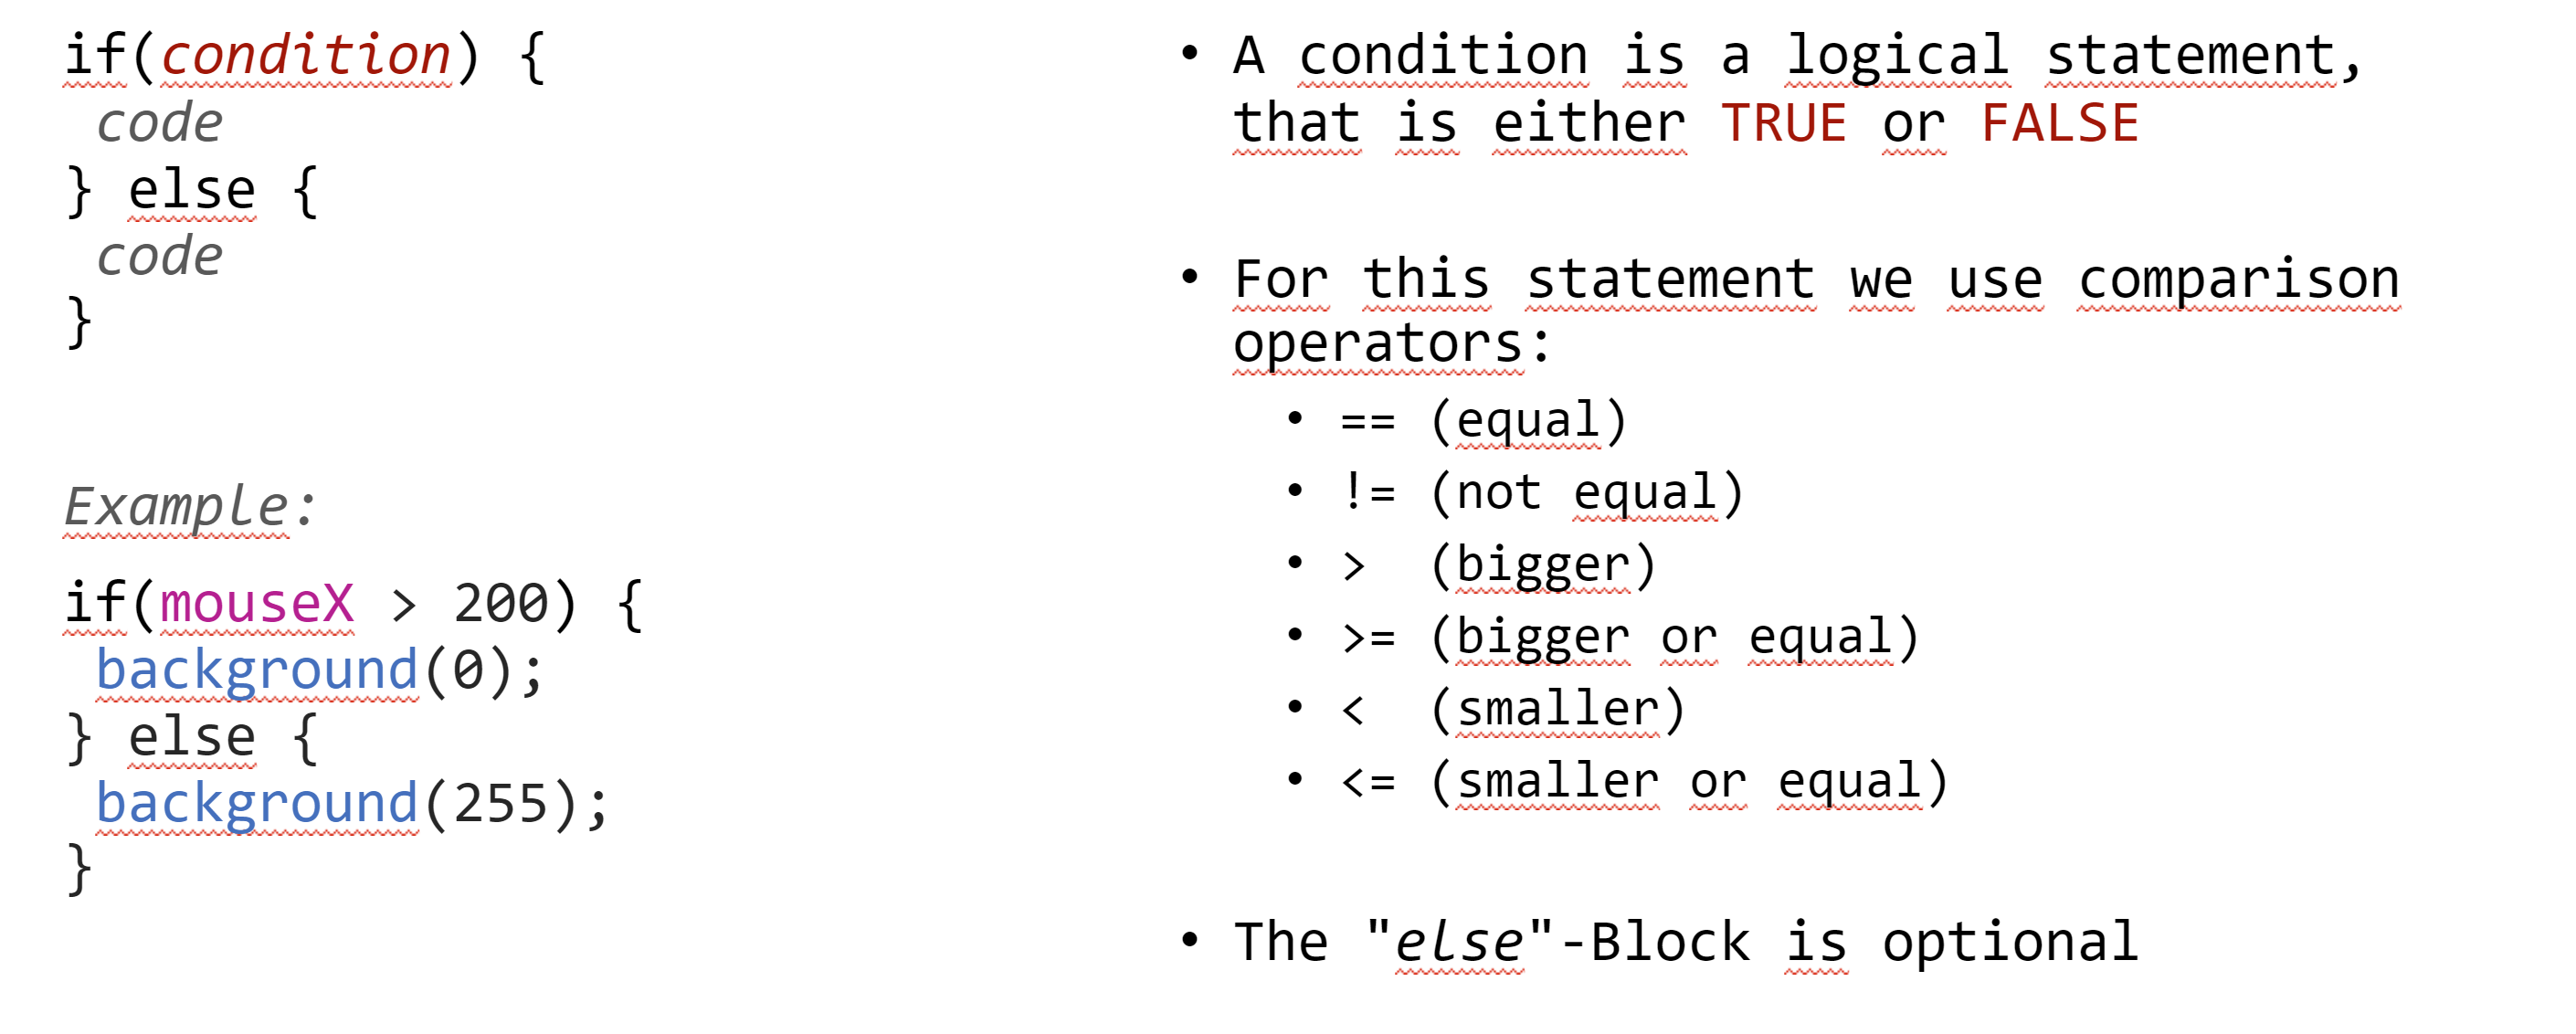 if(condition) {
code
} else {
code
}
Example:
if(mouseX > 200) {
background(0);
} else {
background(255);
}
• A condition is a logical statement,
that is either TRUE or FALSE
• For this statement we use comparison
operators:
• == (equal)
• != (not equal)
• > (bigger)
• >= (bigger or equal)
• < (smaller)
• <= (smaller or equal)
• The "else"-Block is optional